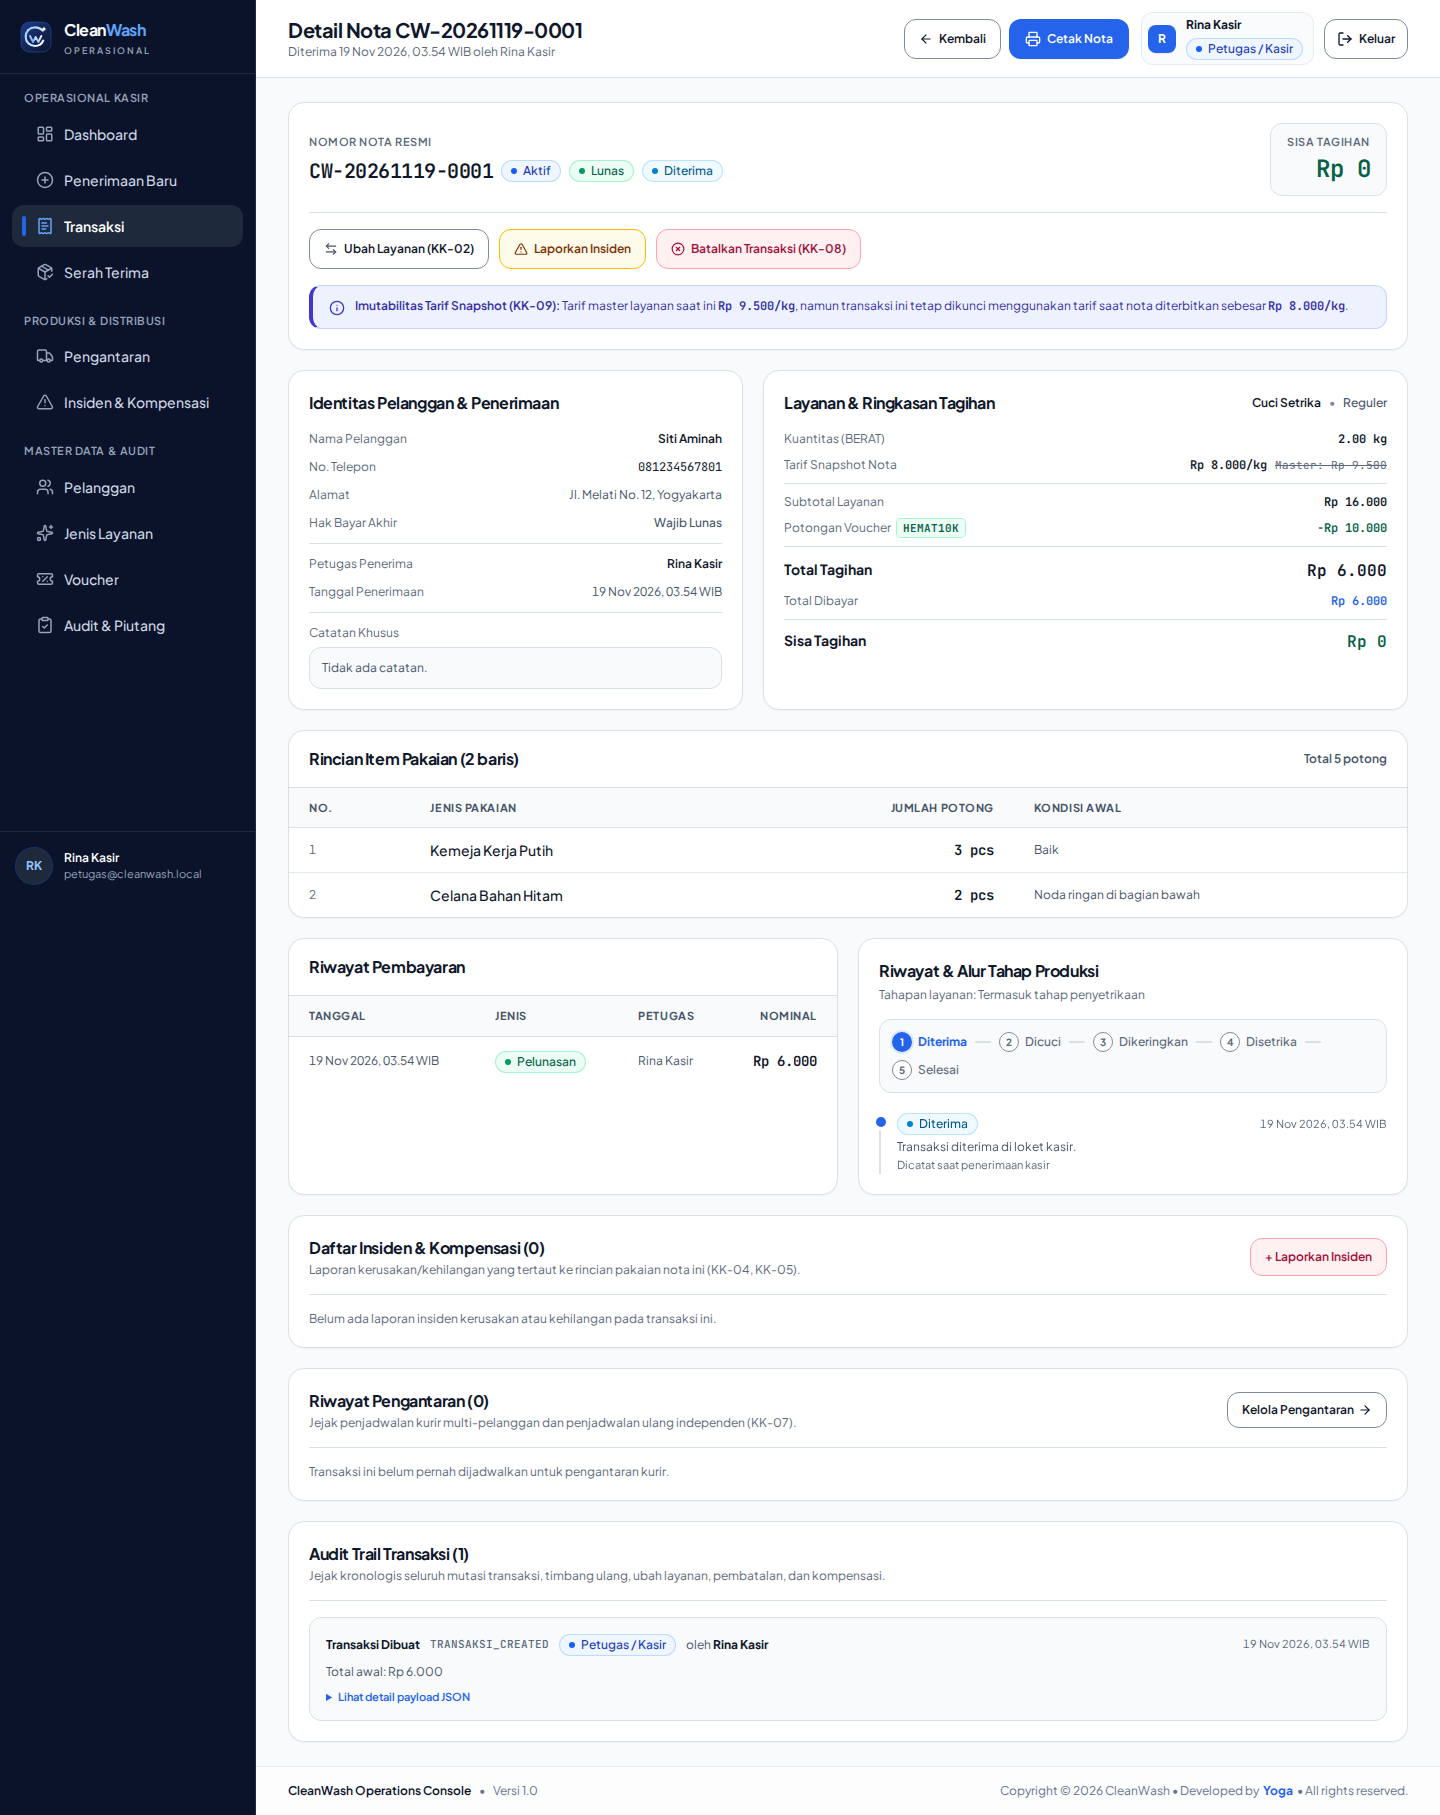 CleanWash
OPERASIONAL
OPERASIONAL KASIR
Dashboard
Penerimaan Baru
Transaksi
Serah Terima
PRODUKSI & DISTRIBUSI
Pengantaran
Insiden & Kompensasi
MASTER DATA & AUDIT
Pelanggan
Jenis Layanan
Voucher
Audit & Piutang
RK
Rina Kasir
petugas@cleanwash.local
Detail Nota CW-20261119-0001
Diterima 19 Nov 2026, 03.54 WIB oleh Rina Kasir
Kembali
Cetak Nota
R
Rina Kasir
Petugas / Kasir
Keluar
NOMOR NOTA RESMI
CW-20261119-0001 Aktif Lunas Diterima
SISA TAGIHAN
Rp 0
Ubah Layanan (KK-02)
Laporkan Insiden
Batalkan Transaksi (KK-08)
Imutabilitas Tarif Snapshot (KK-09): Tarif master layanan saat ini Rp 9.500/kg, namun transaksi ini tetap dikunci menggunakan tarif saat nota diterbitkan sebesar Rp 8.000/kg.
Identitas Pelanggan & Penerimaan
Nama Pelanggan Siti Aminah
No. Telepon 081234567801
Alamat Jl. Melati No. 12, Yogyakarta
Hak Bayar Akhir Wajib Lunas
Petugas Penerima Rina Kasir
Tanggal Penerimaan 19 Nov 2026, 03.54 WIB
Catatan Khusus
Tidak ada catatan.
Layanan & Ringkasan Tagihan Cuci Setrika • Reguler
Kuantitas (BERAT) 2.00 kg
Tarif Snapshot Nota Rp 8.000/kg Master: Rp 9.500
Subtotal Layanan Rp 16.000
Potongan Voucher HEMAT10K -Rp 10.000
Total Tagihan Rp 6.000
Total Dibayar Rp 6.000
Sisa Tagihan Rp 0
Rincian Item Pakaian (2 baris) Total 5 potong
NO. JENIS PAKAIAN JUMLAH POTONG KONDISI AWAL
1 Kemeja Kerja Putih 3 pcs Baik
2 Celana Bahan Hitam 2 pcs Noda ringan di bagian bawah
Riwayat Pembayaran
TANGGAL JENIS PETUGAS NOMINAL
19 Nov 2026, 03.54 WIB Pelunasan Rina Kasir Rp 6.000
Riwayat & Alur Tahap Produksi
Tahapan layanan: Termasuk tahap penyetrikaan
1 Diterima 2 Dicuci 3 Dikeringkan 4 Disetrika
5 Selesai
Diterima 19 Nov 2026, 03.54 WIB
Transaksi diterima di loket kasir.
Dicatat saat penerimaan kasir
Daftar Insiden & Kompensasi (0)
Laporan kerusakan/kehilangan yang tertaut ke rincian pakaian nota ini (KK-04, KK-05).
+ Laporkan Insiden
Belum ada laporan insiden kerusakan atau kehilangan pada transaksi ini.
Riwayat Pengantaran (0)
Jejak penjadwalan kurir multi-pelanggan dan penjadwalan ulang independen (KK-07).
Kelola Pengantaran →
Transaksi ini belum pernah dijadwalkan untuk pengantaran kurir.
Audit Trail Transaksi (1)
Jejak kronologis seluruh mutasi transaksi, timbang ulang, ubah layanan, pembatalan, dan kompensasi.
Transaksi Dibuat TRANSAKSI_CREATED Petugas / Kasir oleh Rina Kasir 19 Nov 2026, 03.54 WIB
Total awal: Rp 6.000
Lihat detail payload JSON
CleanWash Operations Console • Versi 1.0
Copyright © 2026 CleanWash • Developed by Yoga • All rights reserved.